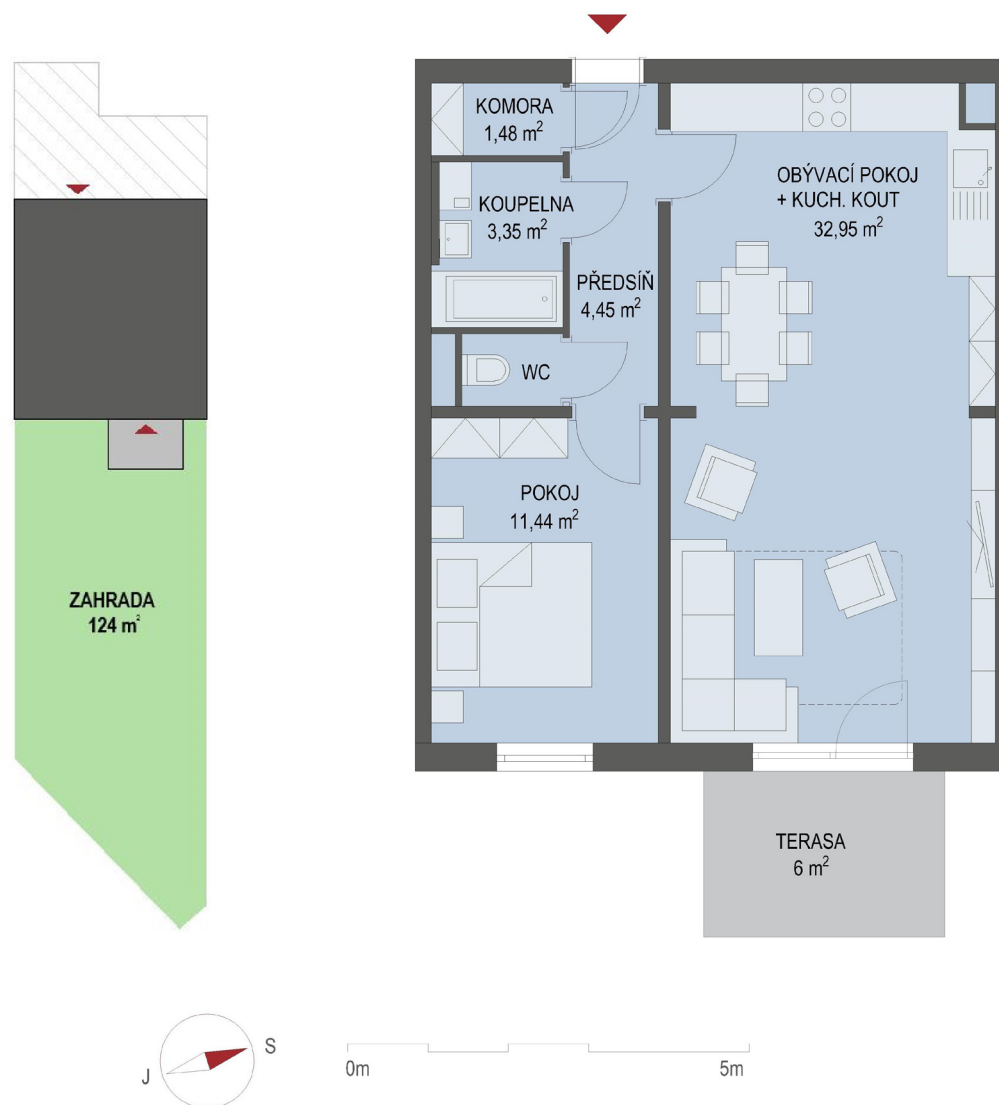 KOMORA
1,48 m²
KOUPELNA
3,35 m²
OBÝVACÍ POKOJ
+ KUCH. KOUT
32,95 m²
PŘEDSÍŇ
4,45 m²
WC
POKOJ
11,44 m²
ZAHRADA
124 m²
TERASA
6 m²
S
J
0m
5m